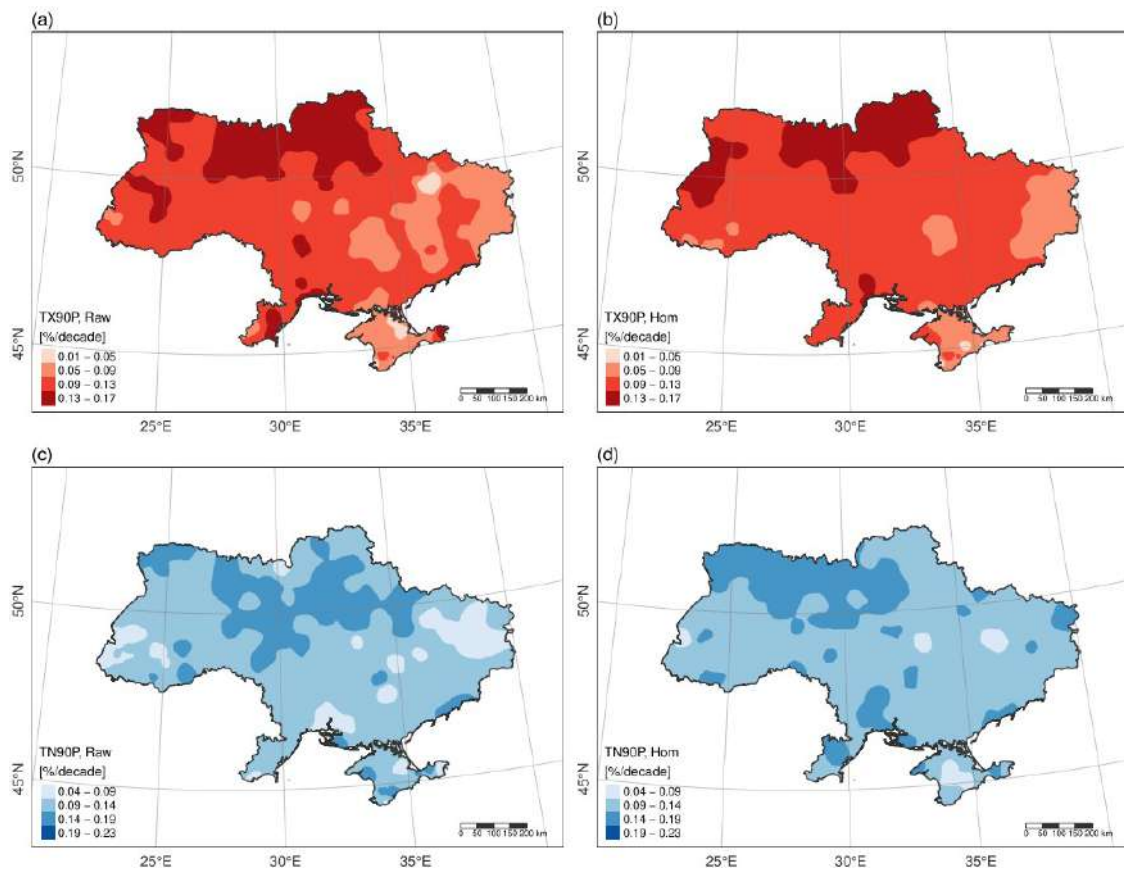 (a)
50°N
45°N
TX90P, Raw
[%/decade]
0.01 – 0.05
0.05 – 0.09
0.09 – 0.13
0.13 – 0.17
0 50 100 150 200 km
25°E 30°E 35°E
(b)
50°N
45°N
TX90P, Hom
[%/decade]
0.01 – 0.05
0.05 – 0.09
0.09 – 0.13
0.13 – 0.17
0 50 100 150 200 km
25°E 30°E 35°E
(c)
50°N
45°N
TN90P, Raw
[%/decade]
0.04 – 0.09
0.09 – 0.14
0.14 – 0.19
0.19 – 0.23
0 50 100 150 200 km
25°E 30°E 35°E
(d)
50°N
45°N
TN90P, Hom
[%/decade]
0.04 – 0.09
0.09 – 0.14
0.14 – 0.19
0.19 – 0.23
0 50 100 150 200 km
25°E 30°E 35°E